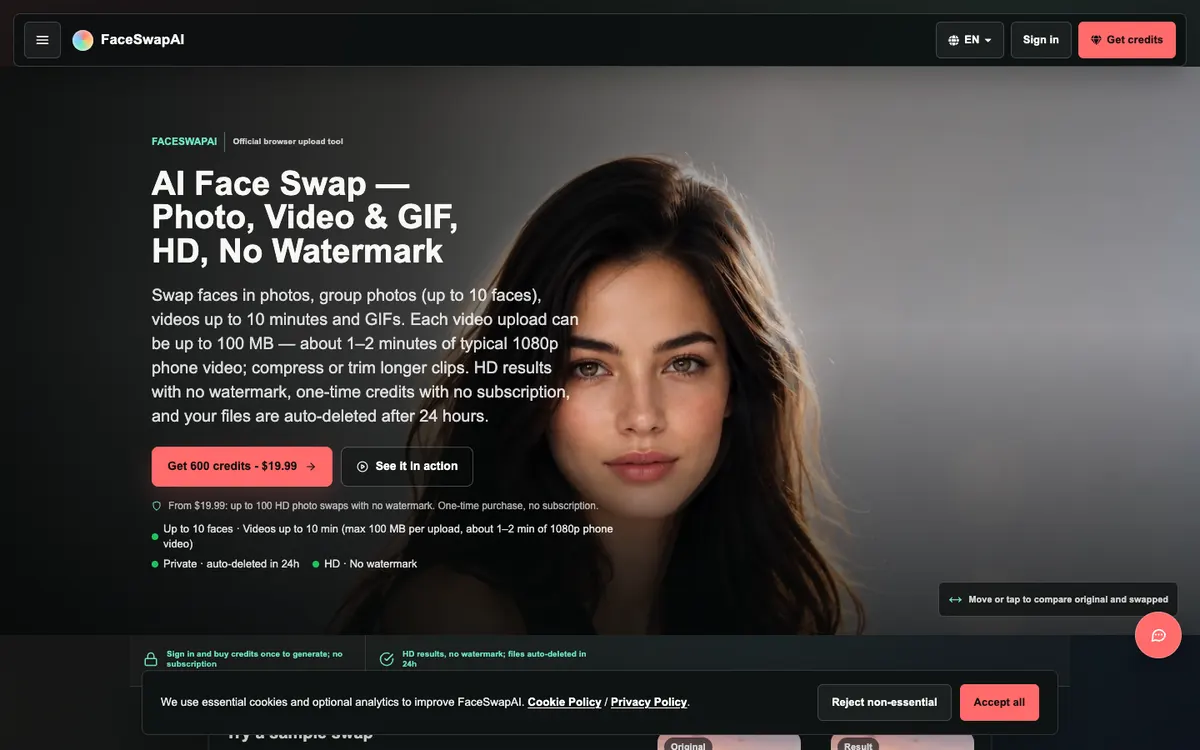 FaceSwapAI
EN
Sign in
Get credits
FACESWAPAI
Official browser upload tool
AI Face Swap —
Photo, Video & GIF,
HD, No Watermark
Swap faces in photos, group photos (up to 10 faces),
videos up to 10 minutes and GIFs. Each video upload can
be up to 100 MB — about 1–2 minutes of typical 1080p
phone video; compress or trim longer clips. HD results
with no watermark, one-time credits with no subscription,
and your files are auto-deleted after 24 hours.
Get 600 credits - $19.99 →
See it in action
From $19.99: up to 100 HD photo swaps with no watermark. One-time purchase, no subscription.
Up to 10 faces · Videos up to 10 min (max 100 MB per upload, about 1–2 min of 1080p phone
video)
Private · auto-deleted in 24h
HD · No watermark
Move or tap to compare original and swapped
Sign in and buy credits once to generate; no
subscription
HD results, no watermark; files auto-deleted in
24h
We use essential cookies and optional analytics to improve FaceSwapAI. Cookie Policy / Privacy Policy.
Reject non-essential
Accept all
Try a sample swap
Original
Result